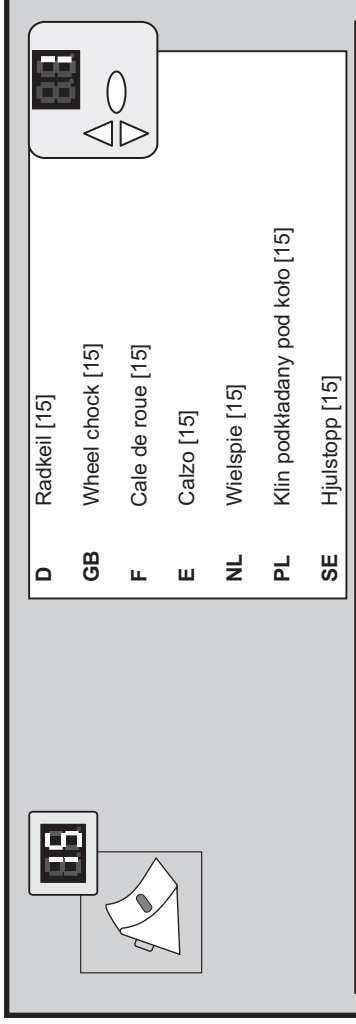 15
D Radkeil [15]
GB Wheel chock [15]
F Cale de roue [15]
E Calzo [15]
NL Wielspie [15]
PL Klin podkładany pod koło [15]
SE Hjulstopp [15]
1